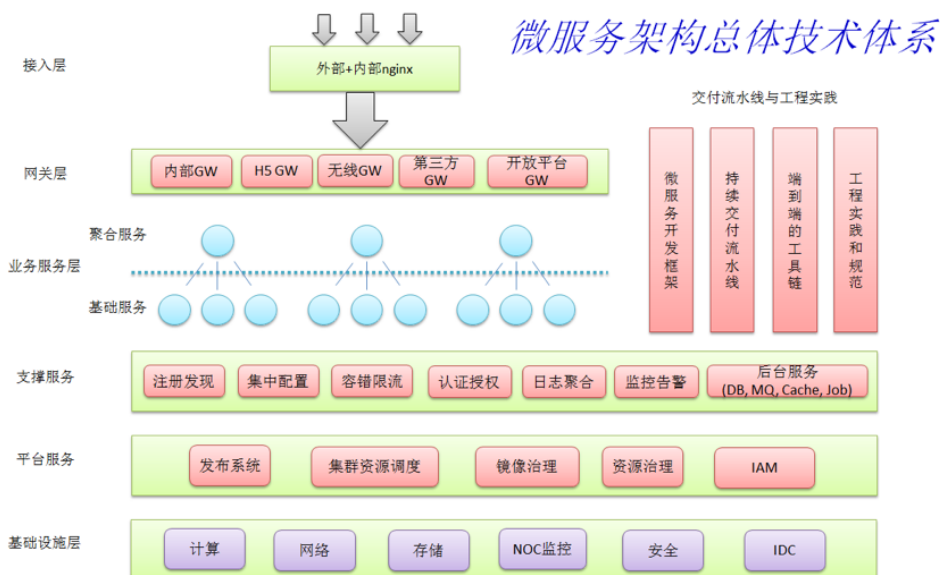 微服务架构总体技术体系
接入层
外部+内部nginx
交付流水线与工程实践
网关层
内部GW
H5 GW
无线GW
第三方
GW
开放平台
GW
微服务开发框架
持续交付流水线
端到端的工具链
工程实践和规范
聚合服务
业务服务层
基础服务
支撑服务
注册发现
集中配置
容错限流
认证授权
日志聚合
监控告警
后台服务
(DB, MQ, Cache, Job)
平台服务
发布系统
集群资源调度
镜像治理
资源治理
IAM
基础设施层
计算
网络
存储
NOC监控
安全
IDC